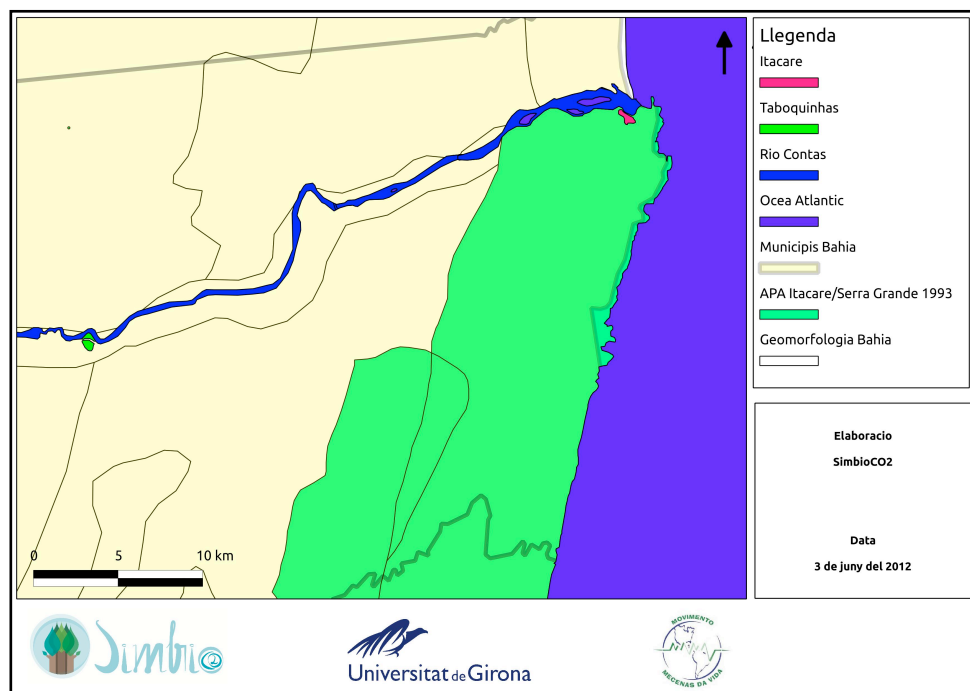 Llegenda
Itacare
Taboquinhas
Rio Contas
Ocea Atlantic
Municipis Bahia
APA Itacare/Serra Grande 1993
Geomorfologia Bahia
Elaboracio
SimbioCO2
Data
3 de juny del 2012
0 5 10 km
Simbio2
Universitat de Girona
MOVIMENTO
MECENAS DA VIDA